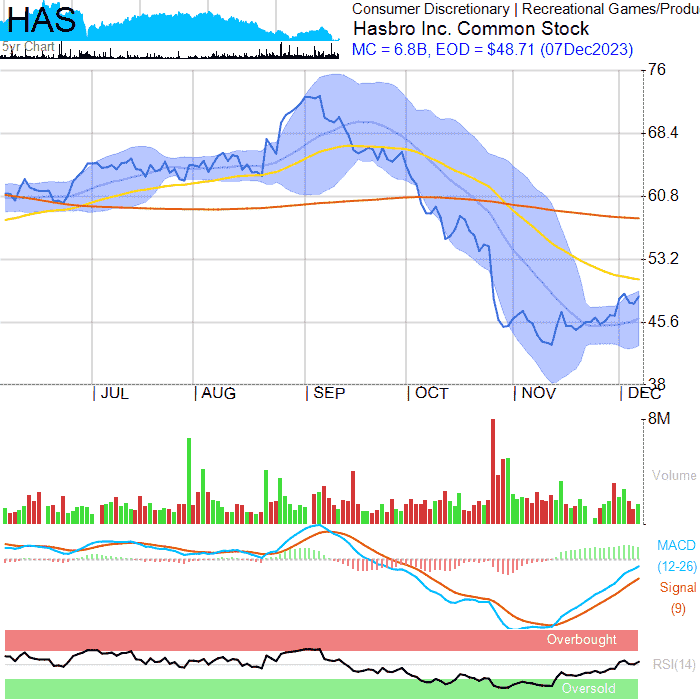 HAS
5yr Chart
Consumer Discretionary | Recreational Games/Produ
Hasbro Inc. Common Stock
MC = 6.8B, EOD = $48.71 (07Dec2023)
76
68.4
60.8
53.2
45.6
38
JUL
AUG
SEP
OCT
NOV
DEC
8M
Volume
MACD
(12-26)
Signal
(9)
Overbought
RSI(14)
Oversold